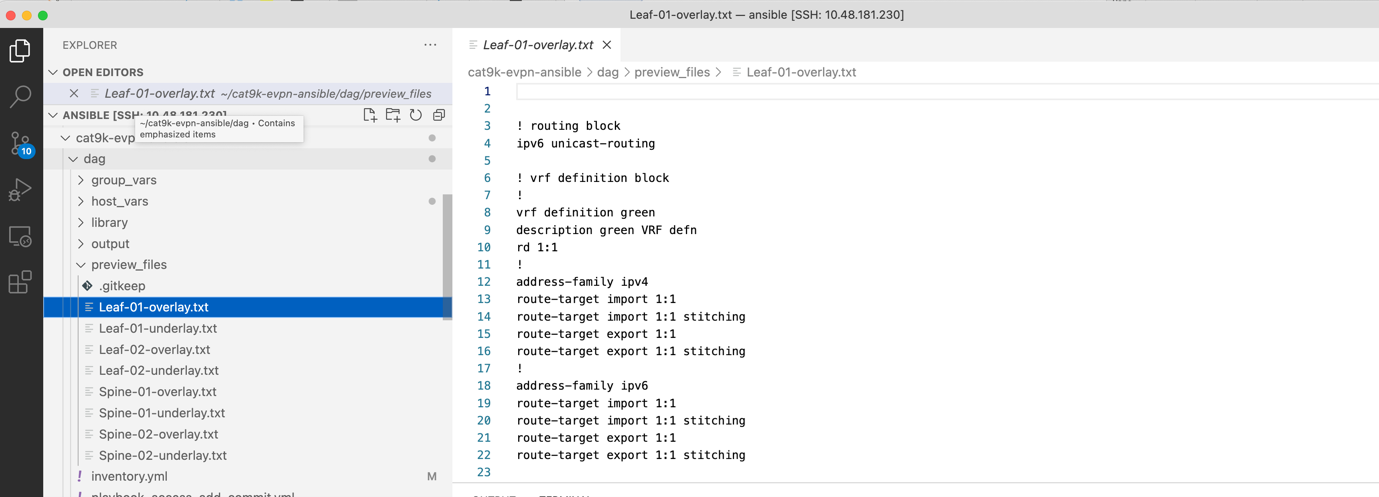 Leaf-01-overlay.txt — ansible [SSH: 10.48.181.230]
EXPLORER
OPEN EDITORS
Leaf-01-overlay.txt ~/cat9k-evpn-ansible/dag/preview_files
ANSIBLE [SSH: 10.48.181.230]
~/cat9k-evpn-ansible/dag • Contains
emphasized items
cat9k-evp
dag
group_vars
host_vars
library
output
preview_files
.gitkeep
Leaf-01-overlay.txt
Leaf-01-underlay.txt
Leaf-02-overlay.txt
Leaf-02-underlay.txt
Spine-01-overlay.txt
Spine-01-underlay.txt
Spine-02-overlay.txt
Spine-02-underlay.txt
! inventory.yml M
10
Leaf-01-overlay.txt
cat9k-evpn-ansible > dag > preview_files > Leaf-01-overlay.txt
1
2
3 ! routing block
4 ipv6 unicast-routing
5
6 ! vrf definition block
7 !
8 vrf definition green
9 description green VRF defn
10 rd 1:1
11 !
12 address-family ipv4
13 route-target import 1:1
14 route-target import 1:1 stitching
15 route-target export 1:1
16 route-target export 1:1 stitching
17 !
18 address-family ipv6
19 route-target import 1:1
20 route-target import 1:1 stitching
21 route-target export 1:1
22 route-target export 1:1 stitching
23